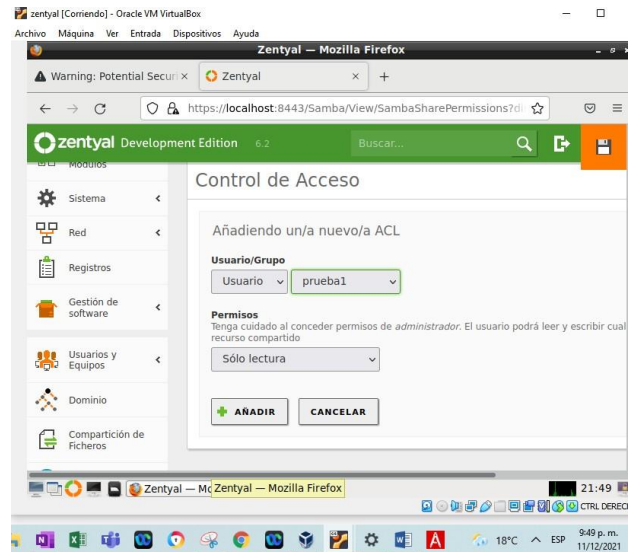 zentyal [Corriendo] - Oracle VM VirtualBox
Archivo Máquina Ver Entrada Dispositivos Ayuda
Zentyal — Mozilla Firefox
Warning: Potential Securi
Zentyal
https://localhost:8443/Samba/View/SambaSharePermissions?di
zentyal Development Edition 6.2
Buscar...
Módulos
Sistema
Red
Registros
Gestión de
software
Usuarios y
Equipos
Dominio
Compartición de
Ficheros
Control de Acceso
Añadiendo un/a nuevo/a ACL
Usuario/Grupo
Usuario prueba1
Permisos
Tenga cuidado al conceder permisos de administrador. El usuario podrá leer y escribir cual
recurso compartido
Sólo lectura
AÑADIR CANCELAR
Zentyal — Mo
Zentyal — Mozilla Firefox
21:49
CTRL DEREC
18°C ESP 9:49 p. m.
11/12/2021